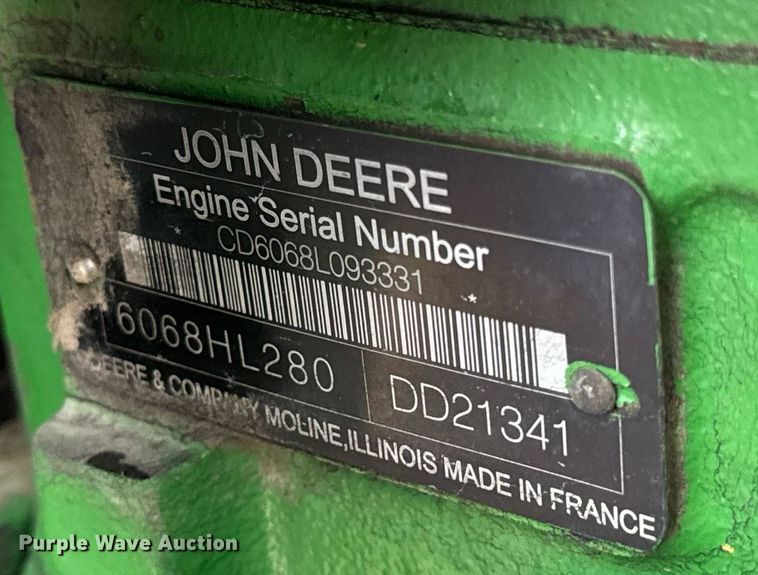 JOHN DEERE
Engine Serial Number
CD6068L093331
* *
6068HL280 DD21341
DEERE & COMPANY MOLINE, ILLINOIS MADE IN FRANCE
Purple Wave Auction